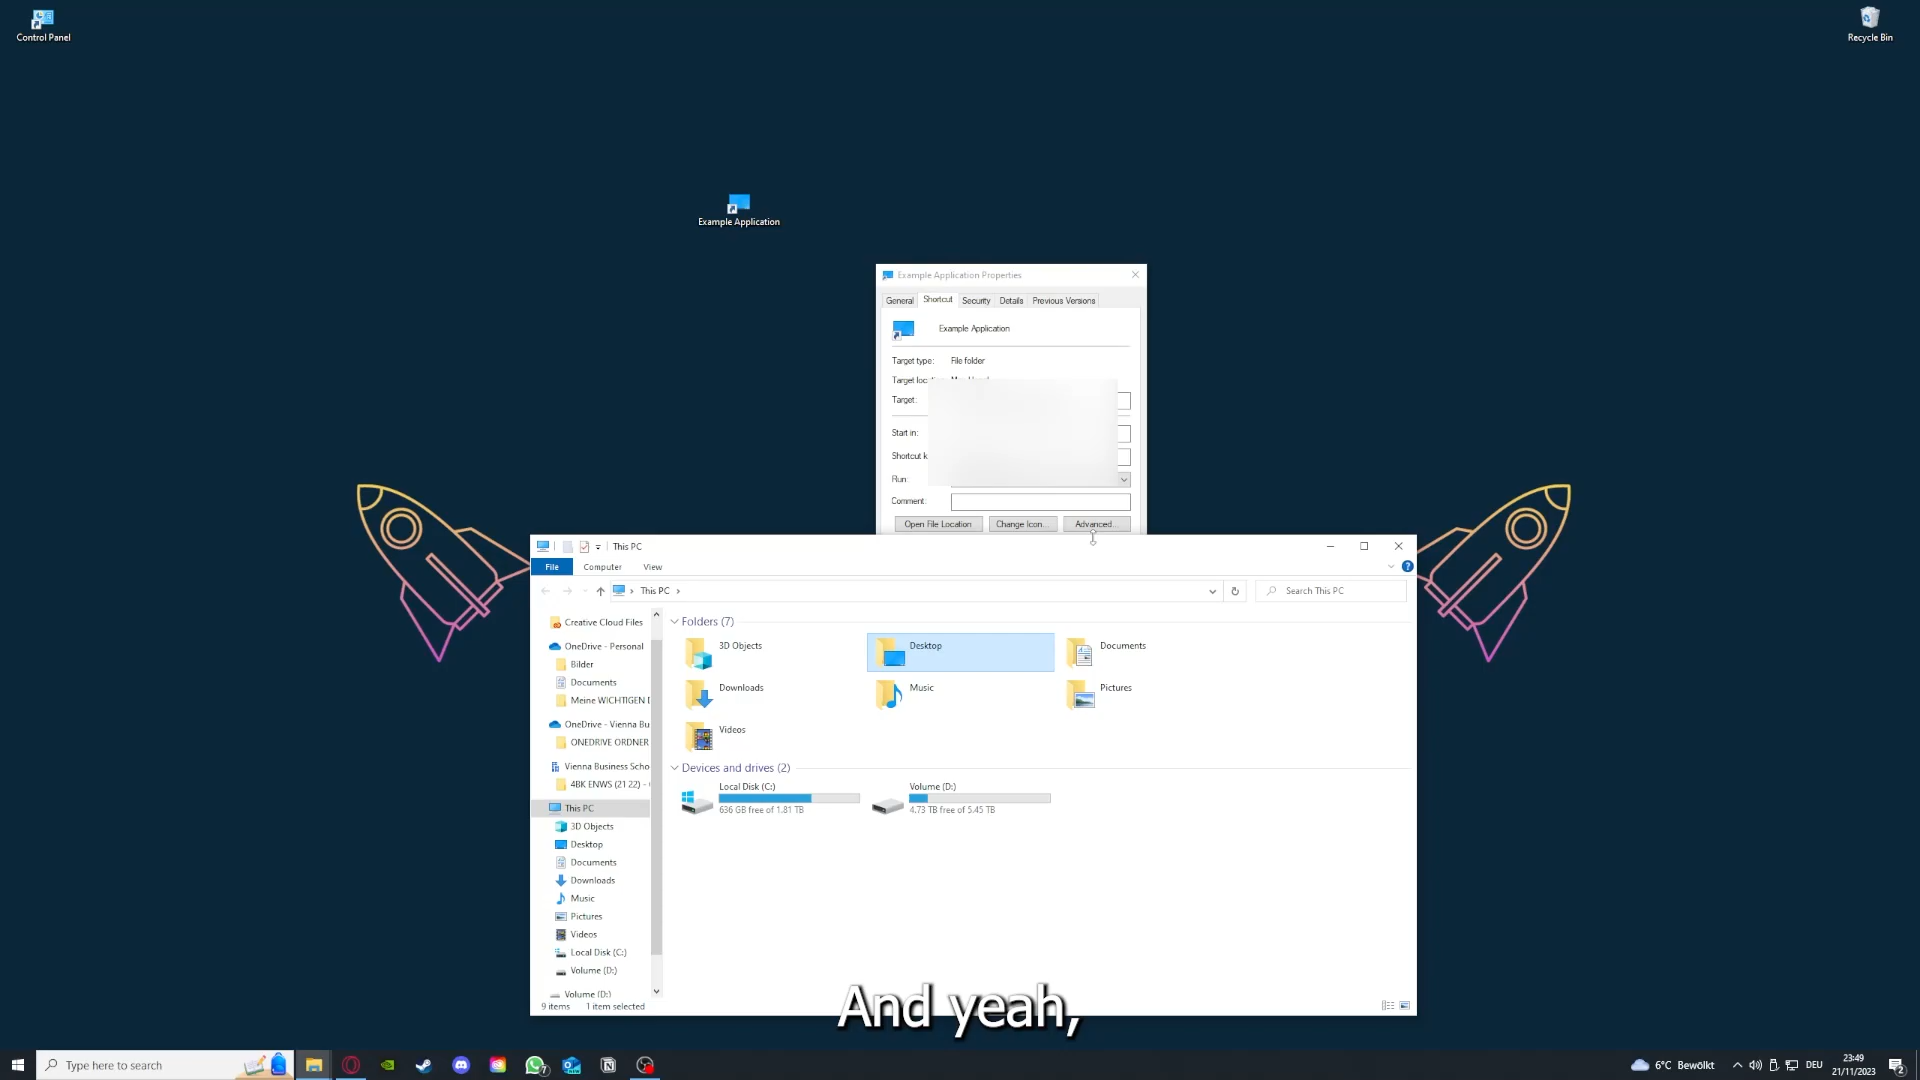 Control Panel
Recycle Bin
Example Application
Example Application Properties
General
Shortcut
Security
Details
Previous Versions
Example Application
Target type:
File folder
Target loc
Target:
Start in:
Shortcut k
Run:
Comment:
Open File Location
Change Icon...
Advanced...
This PC
File
Computer
View
This PC
Search This PC
Creative Cloud Files
OneDrive - Personal
Bilder
Documents
Meine WICHTIGEN D
OneDrive - Vienna Bu
ONEDRIVE ORDNER
Vienna Business Scho
4BK ENWS (21 22) -
This PC
3D Objects
Desktop
Documents
Downloads
Music
Pictures
Videos
Local Disk (C:)
Volume (D:)
Volume (D:)
Folders (7)
3D Objects
Desktop
Documents
Downloads
Music
Pictures
Videos
Devices and drives (2)
Local Disk (C:)
636 GB free of 1.81 TB
Volume (D:)
4.73 TB free of 5.45 TB
9 items
1 item selected
And yeah,
Type here to search
7
6°C Bewölkt
DEU
23:49
21/11/2023
2